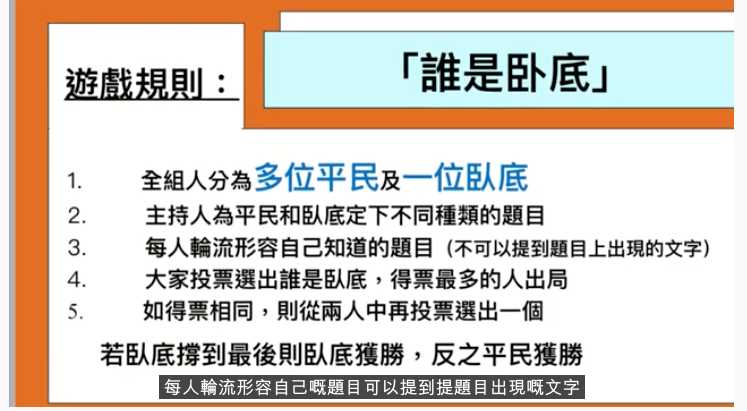 「誰是卧底」
遊戲規則：
1. 全組人分為多位平民及一位臥底
2. 主持人為平民和臥底定下不同種類的題目
3. 每人輪流形容自己知道的題目（不可以提到題目上出現的文字）
4. 大家投票選出誰是臥底，得票最多的人出局
5. 如得票相同，則從兩人中再投票選出一個
若臥底撐到最後則臥底獲勝，反之平民獲勝
每人輪流形容自己嘅題目可以提到提題目出現嘅文字